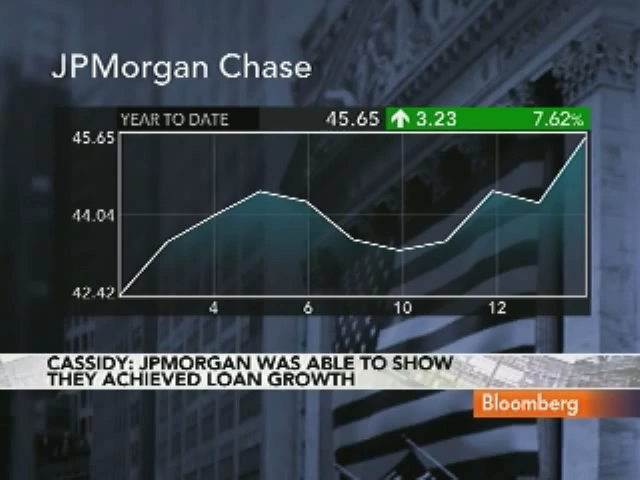 JPMorgan Chase
YEAR TO DATE 45.65 3.23 7.62%
45.65
44.04
42.42
4 6 10 12
CASSIDY: JPMORGAN WAS ABLE TO SHOW
THEY ACHIEVED LOAN GROWTH
Bloomberg